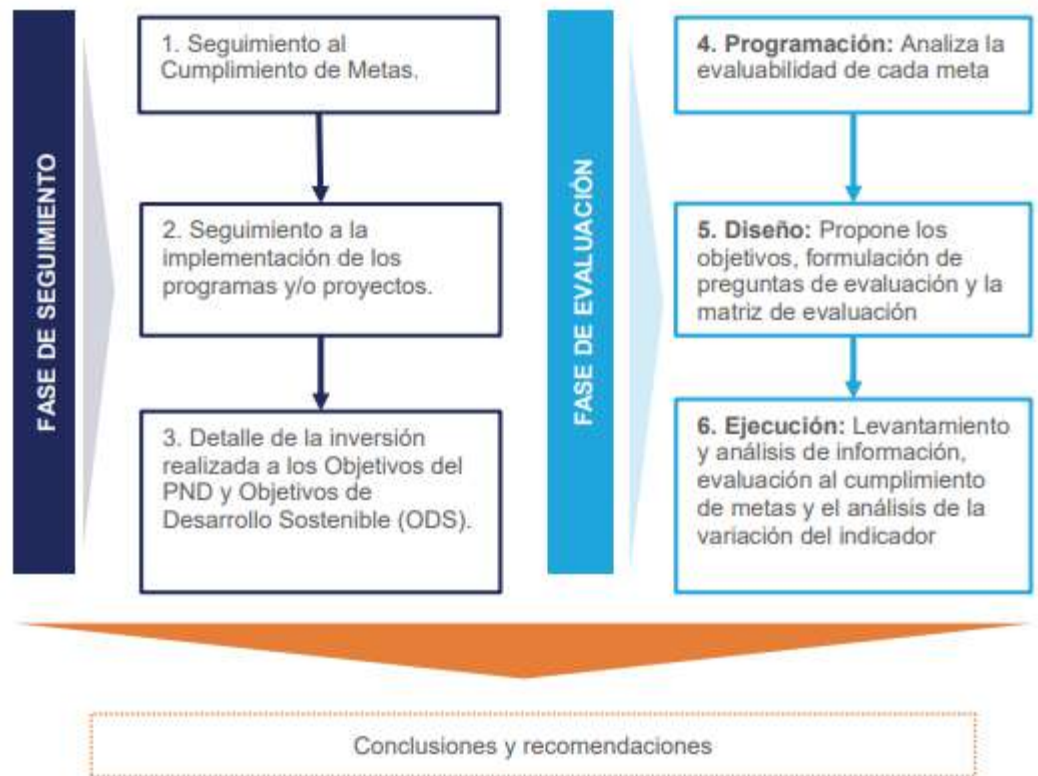 FASE DE SEGUIMIENTO
1. Seguimiento al
Cumplimiento de Metas.
2. Seguimiento a la
implementación de los
programas y/o proyectos.
3. Detalle de la inversión
realizada a los Objetivos del
PND y Objetivos de
Desarrollo Sostenible (ODS).
FASE DE EVALUACIÓN
4. Programación: Analiza la
evaluabilidad de cada meta
5. Diseño: Propone los
objetivos, formulación de
preguntas de evaluación y la
matriz de evaluación
6. Ejecución: Levantamiento
y análisis de información,
evaluación al cumplimiento
de metas y el análisis de la
variación del indicador
Conclusiones y recomendaciones